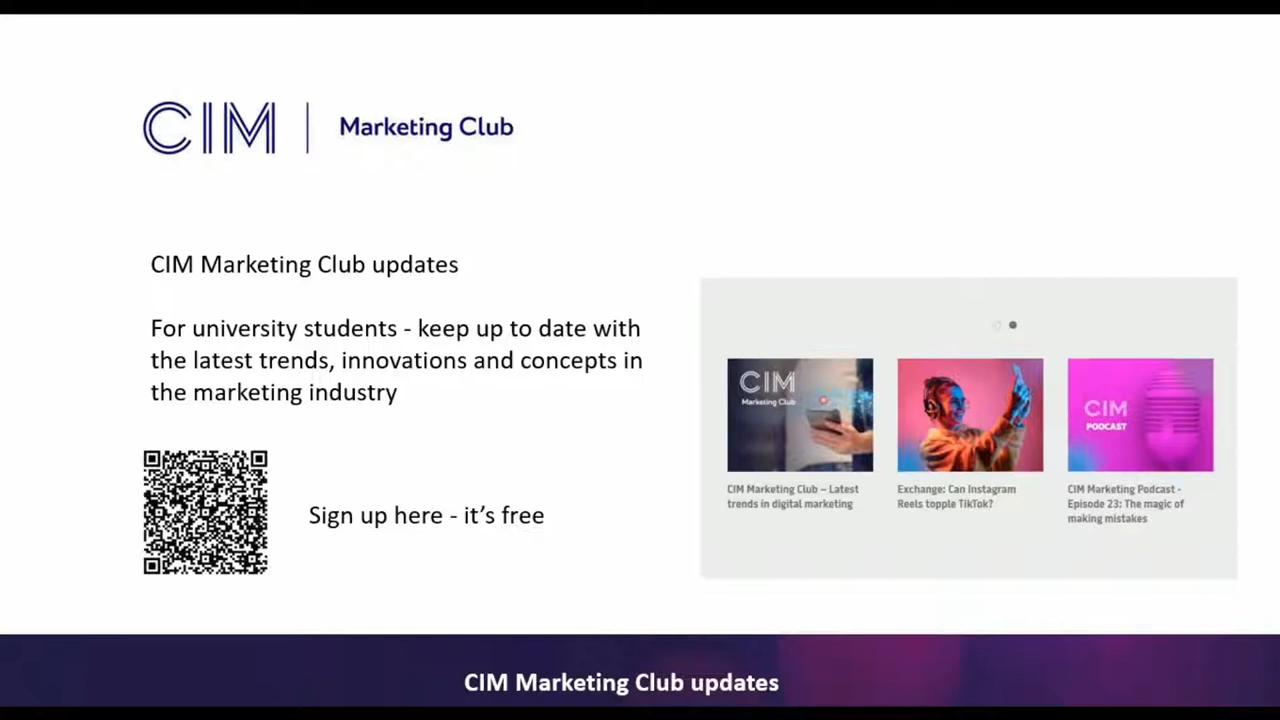 CIM | Marketing Club
CIM Marketing Club updates
For university students - keep up to date with
the latest trends, innovations and concepts in
the marketing industry
Sign up here - it’s free
CIM
Marketing Club
CIM Marketing Club – Latest
trends in digital marketing
Exchange: Can Instagram
Reels topple TikTok?
CIM
PODCAST
CIM Marketing Podcast -
Episode 23: The magic of
making mistakes
CIM Marketing Club updates